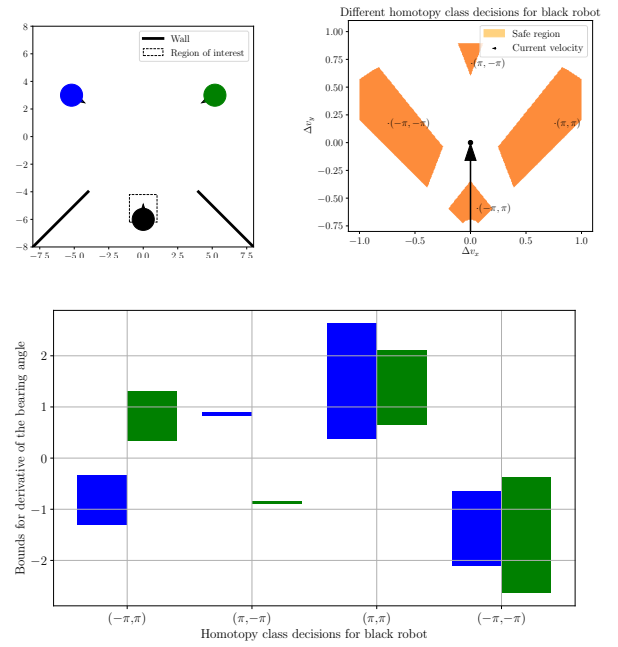 8
6
4
2
0
−2
−4
−6
−8
−7.5 −5.0 −2.5 0.0 2.5 5.0 7.5
Wall
Region of interest
Different homotopy class decisions for black robot
1.00
0.75
0.50
0.25
0.00
−0.25
−0.50
−0.75
Δv_y
−1.0 −0.5 0.0 0.5 1.0
Δv_x
Safe region
Current velocity
(π, −π)
(−π, −π)
(π, π)
(−π, π)
Bounds for derivative of the bearing angle
2
1
0
−1
−2
(−π,π) (π,−π) (π,π) (−π,−π)
Homotopy class decisions for black robot